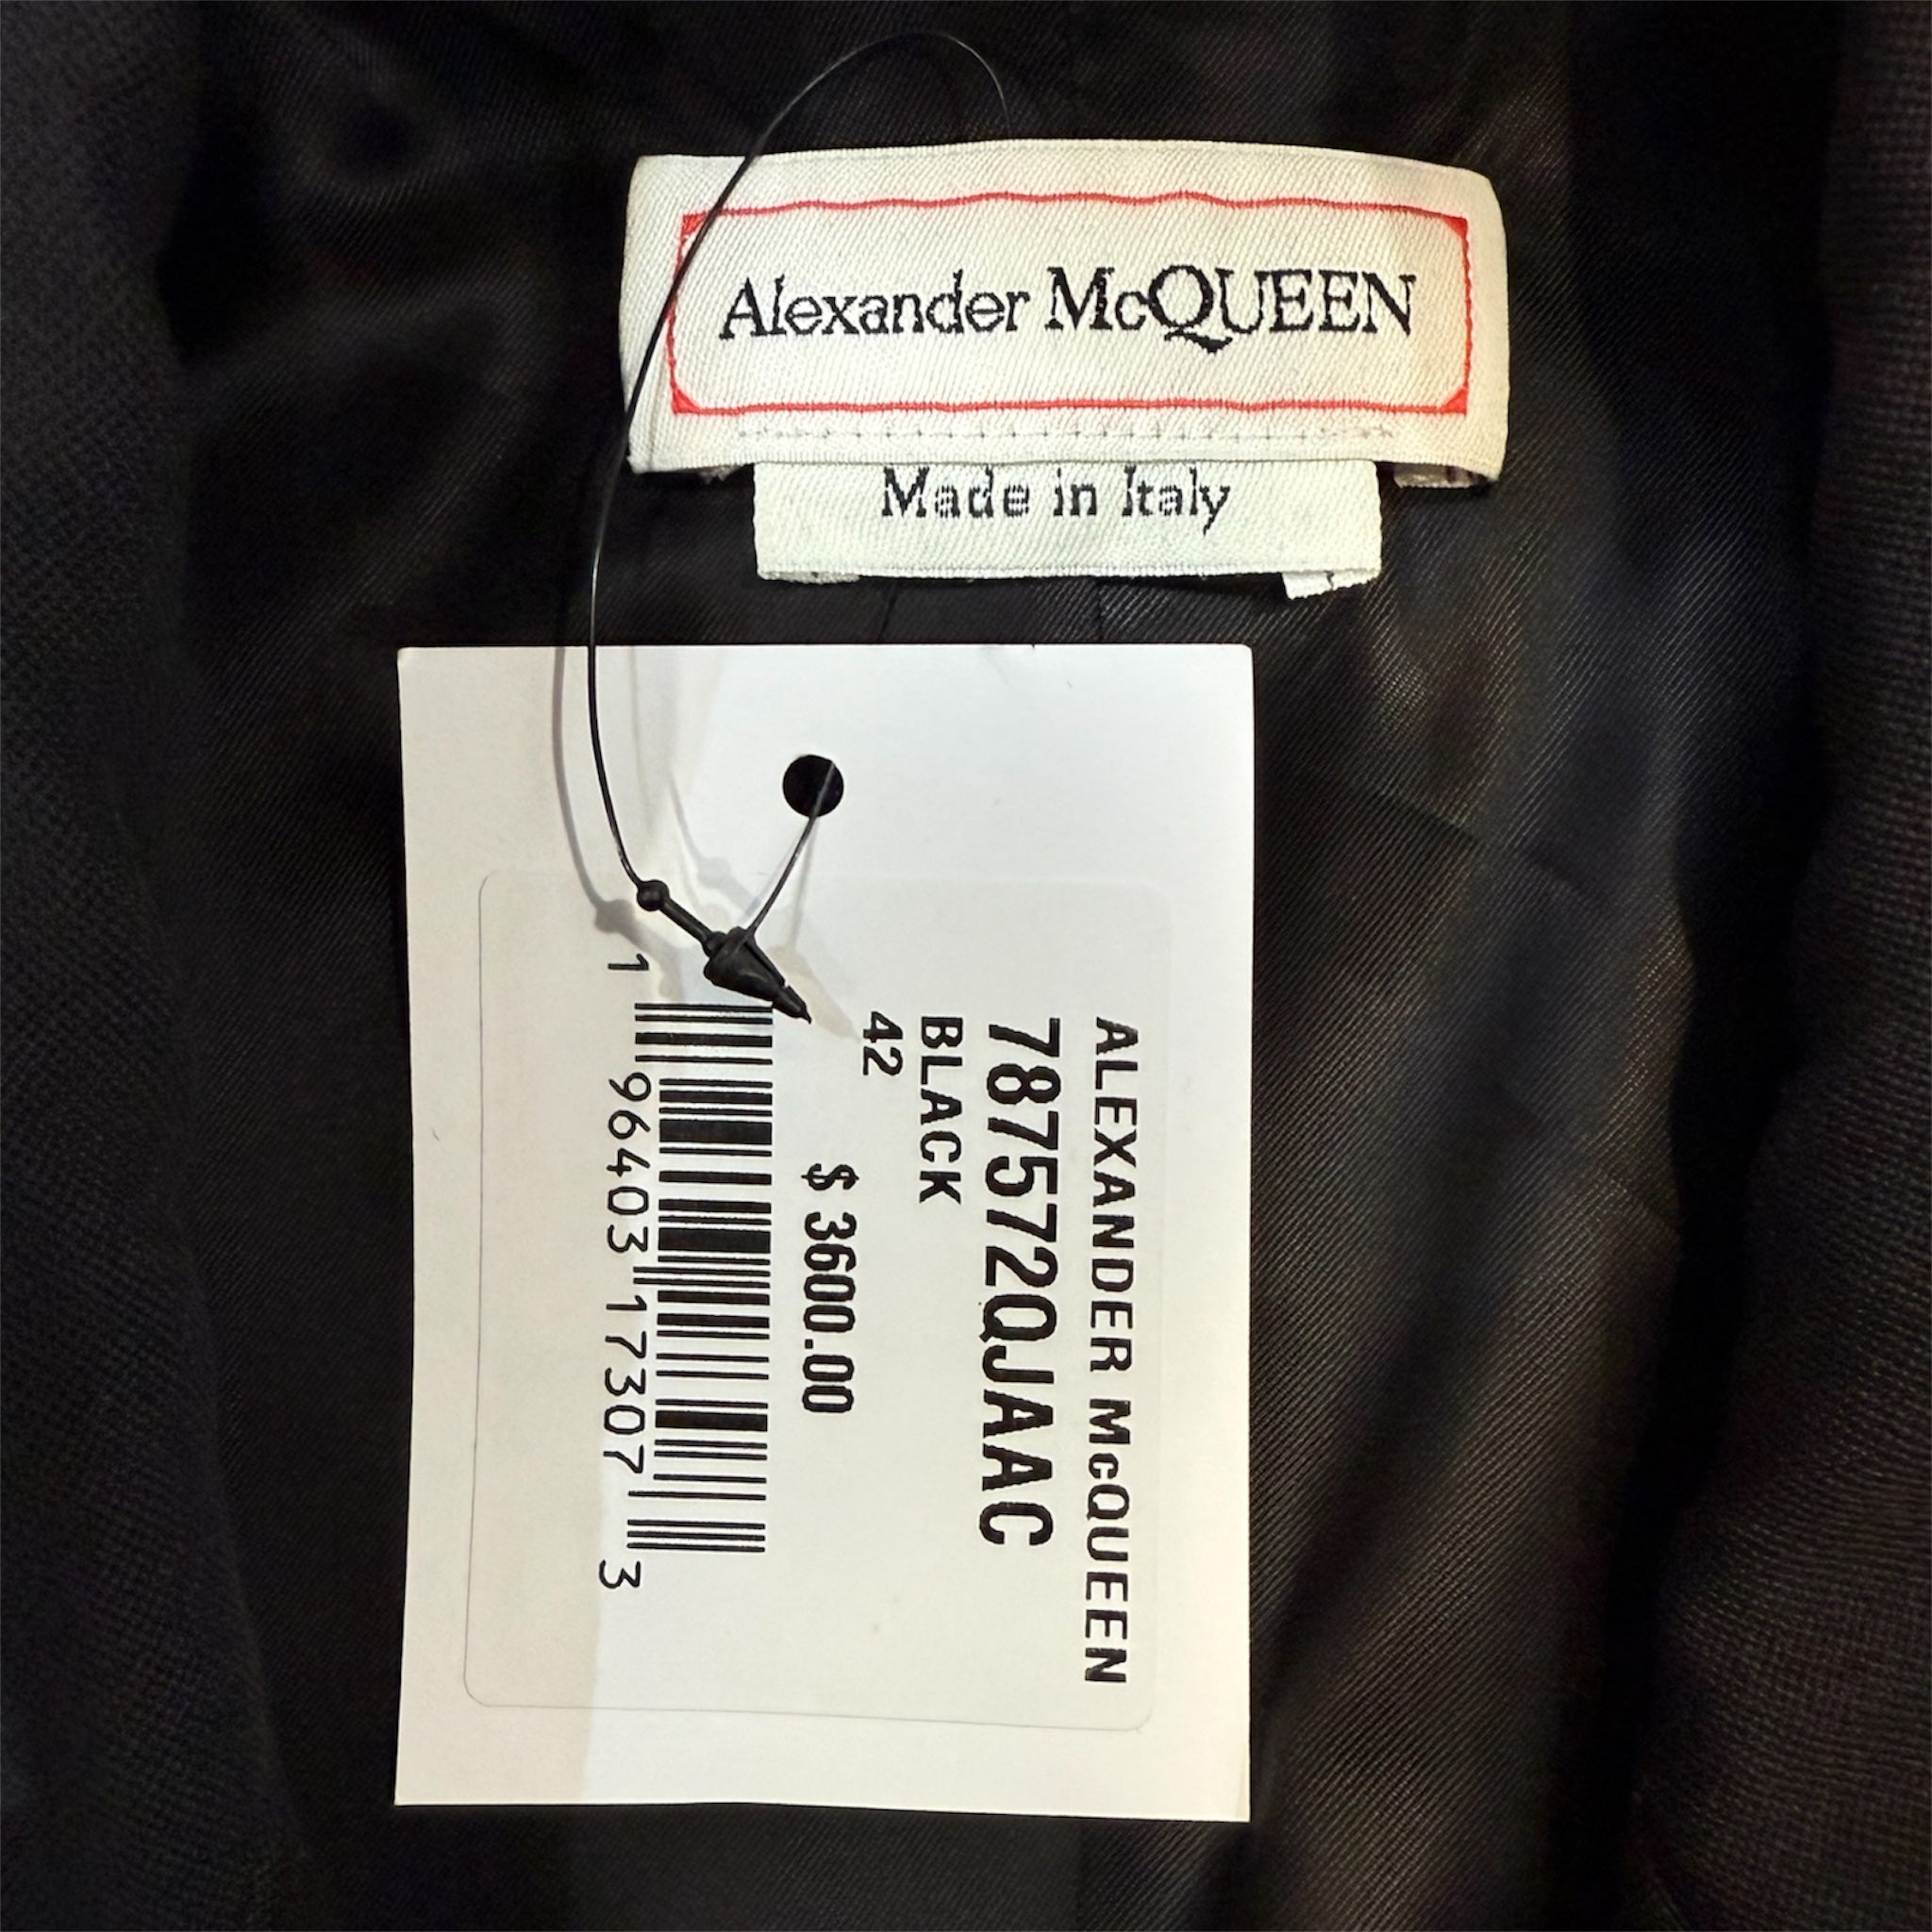 Alexander McQUEEN
Made in Italy
ALEXANDER McQUEEN
787572QJAAC
BLACK
42
$ 3600.00
1 96403 17307 3